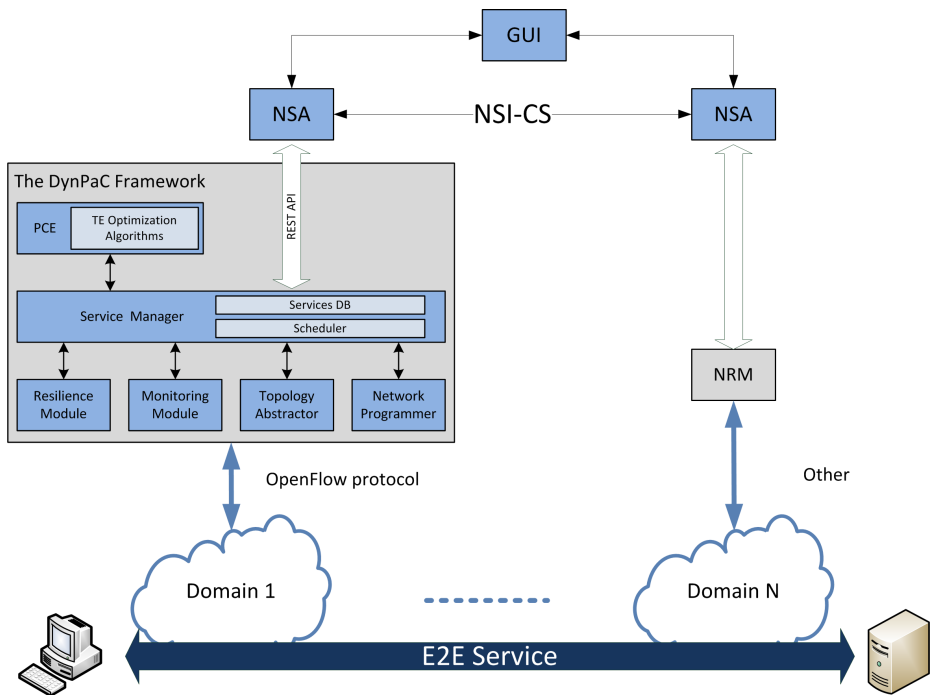 GUI
NSA
NSI-CS
NSA
The DynPaC Framework
REST API
PCE
TE Optimization
Algorithms
Service Manager
Services DB
Scheduler
Resilience
Module
Monitoring
Module
Topology
Abstractor
Network
Programmer
NRM
OpenFlow protocol
Other
Domain 1
Domain N
E2E Service